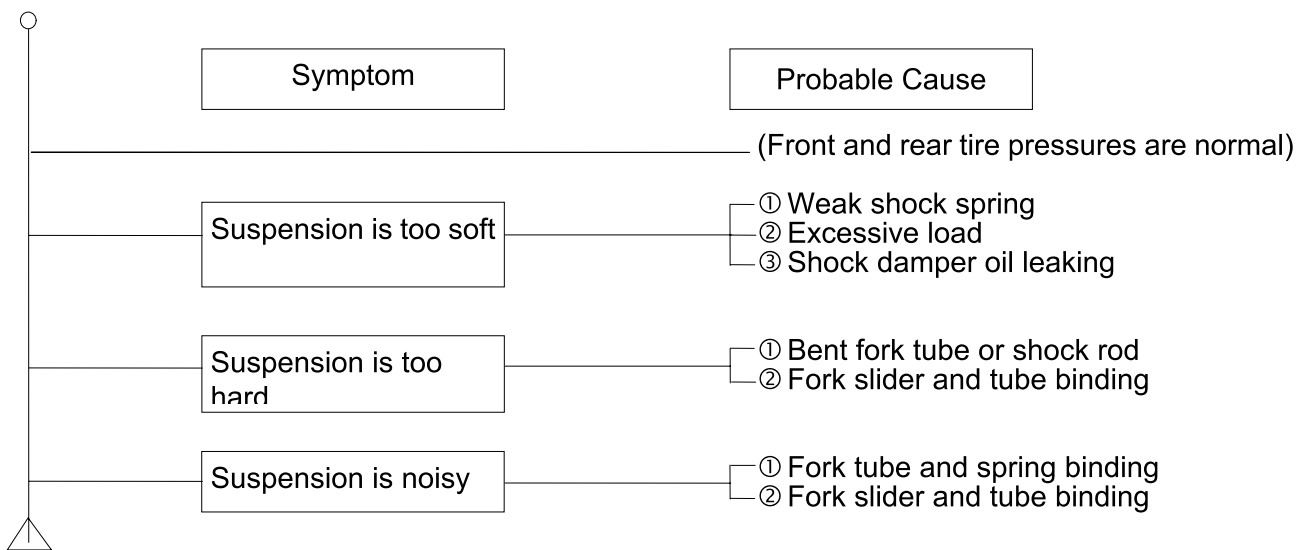 Symptom
Probable Cause
(Front and rear tire pressures are normal)
Suspension is too soft
① Weak shock spring
② Excessive load
③ Shock damper oil leaking
Suspension is too
hard
① Bent fork tube or shock rod
② Fork slider and tube binding
Suspension is noisy
① Fork tube and spring binding
② Fork slider and tube binding